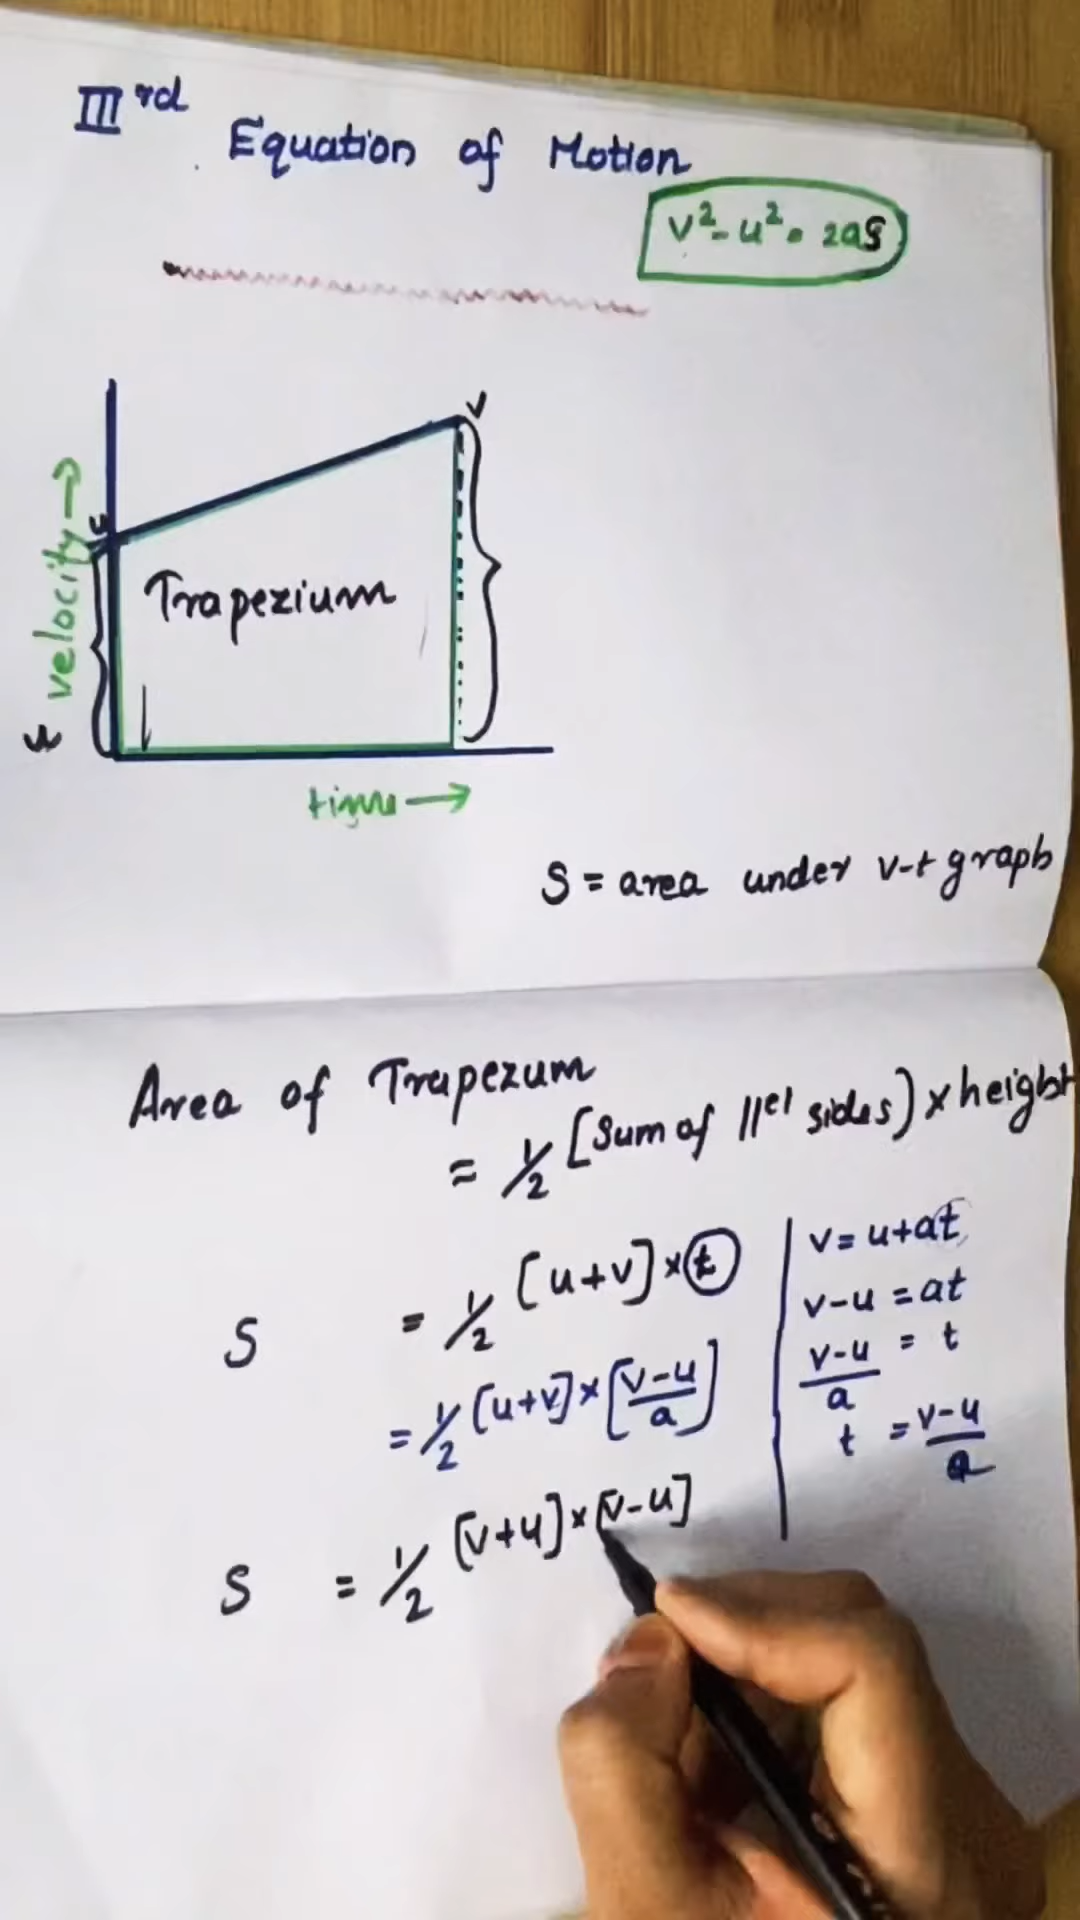 IIIrd
Equation of Motion
v²-u² = 2as
v
u
velocity →
Trapezium
u
time →
S = area under v-t graph
Area of Trapezum
= 1/2 [Sum of ||el sides) × height
S = 1/2 [u+v] × t
= 1/2 [u+v] × [v-u/a]
S = 1/2 [v+u] × [v-u]
v = u+at
v-u = at
v-u/a = t
t = v-u/a